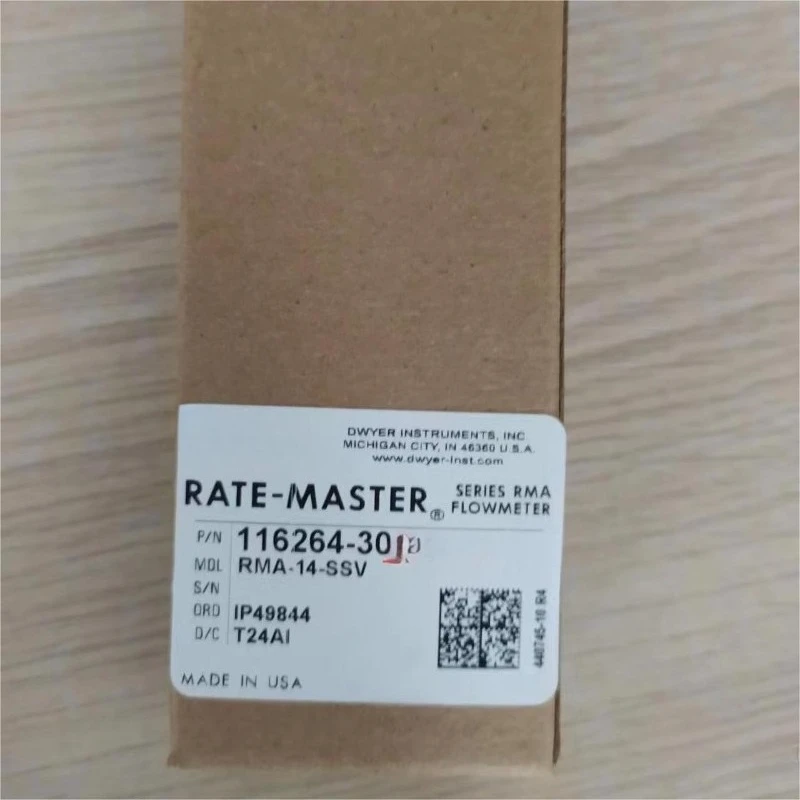 DWYER INSTRUMENTS, INC
MICHIGAN CITY, IN 46360 U.S.A.
www.dwyer-inst.com
RATE-MASTER® SERIES RMA
FLOWMETER
P/N 116264-30
MDL RMA-14-SSV
S/N
ORD IP49844
D/C T24AI
MADE IN USA
440745-10 R4